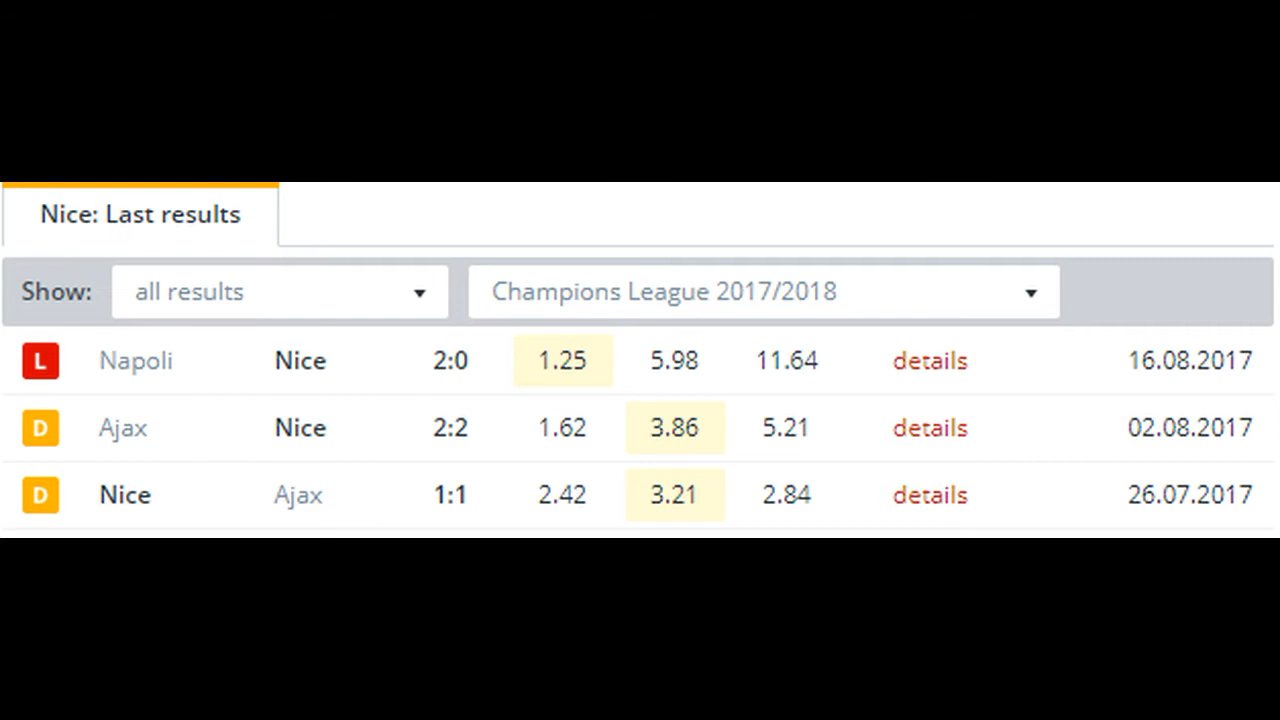 Nice: Last results
Show: all results Champions League 2017/2018
L Napoli Nice 2:0 1.25 5.98 11.64 details 16.08.2017
D Ajax Nice 2:2 1.62 3.86 5.21 details 02.08.2017
D Nice Ajax 1:1 2.42 3.21 2.84 details 26.07.2017